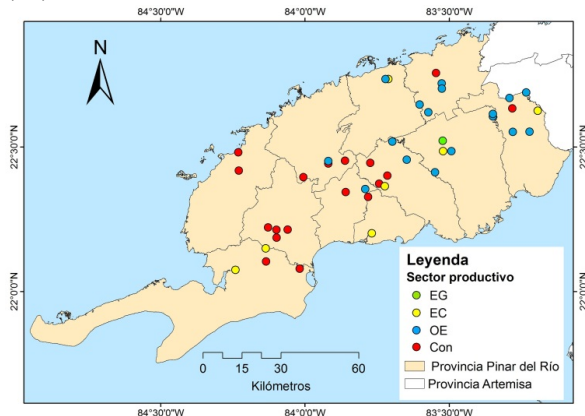 84°30'0"W 84°0'0"W 83°30'0"W
N
22°30'0"N 22°30'0"N
22°0'0"N 22°0'0"N
Leyenda
Sector productivo
EG
EC
OE
Con
Provincia Pinar del Río
Provincia Artemisa
0 15 30 60
Kilómetros
84°30'0"W 84°0'0"W 83°30'0"W